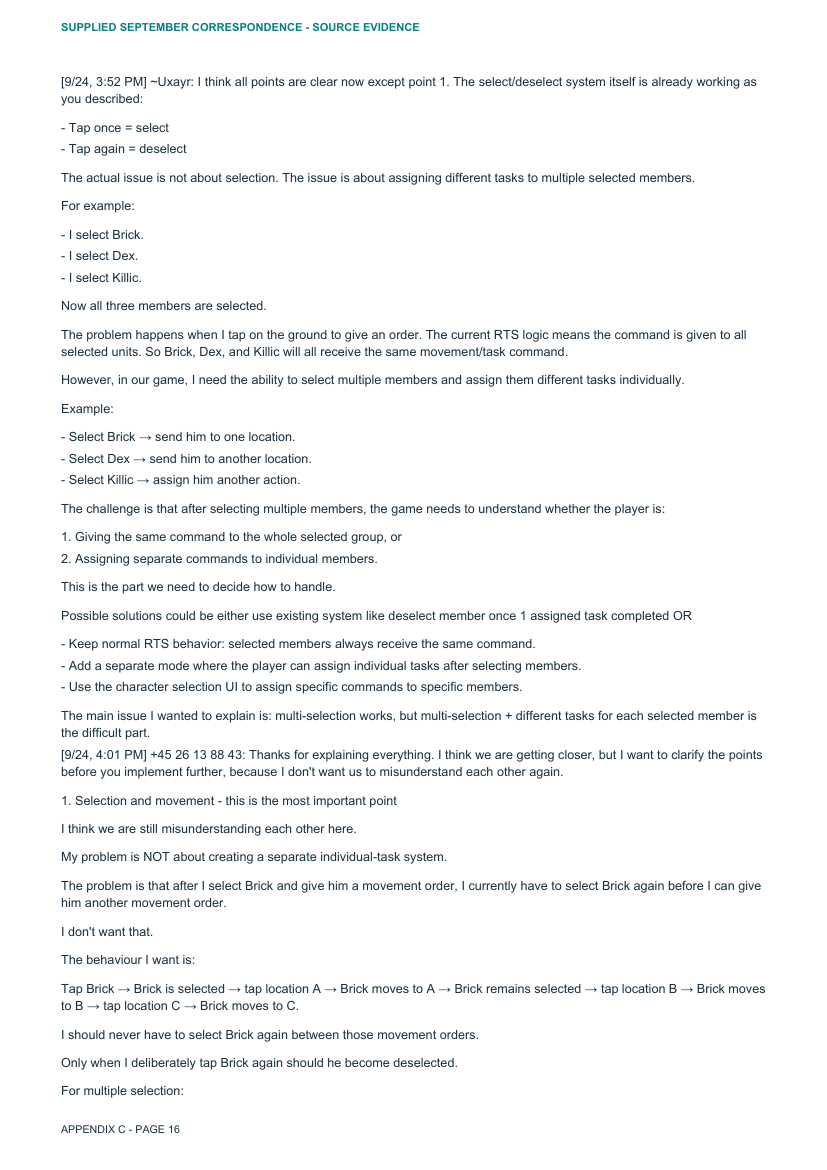 SUPPLIED SEPTEMBER CORRESPONDENCE - SOURCE EVIDENCE
[9/24, 3:52 PM] ~Uxayr: I think all points are clear now except point 1. The select/deselect system itself is already working as
you described:
- Tap once = select
- Tap again = deselect
The actual issue is not about selection. The issue is about assigning different tasks to multiple selected members.
For example:
- I select Brick.
- I select Dex.
- I select Killic.
Now all three members are selected.
The problem happens when I tap on the ground to give an order. The current RTS logic means the command is given to all
selected units. So Brick, Dex, and Killic will all receive the same movement/task command.
However, in our game, I need the ability to select multiple members and assign them different tasks individually.
Example:
- Select Brick → send him to one location.
- Select Dex → send him to another location.
- Select Killic → assign him another action.
The challenge is that after selecting multiple members, the game needs to understand whether the player is:
1. Giving the same command to the whole selected group, or
2. Assigning separate commands to individual members.
This is the part we need to decide how to handle.
Possible solutions could be either use existing system like deselect member once 1 assigned task completed OR
- Keep normal RTS behavior: selected members always receive the same command.
- Add a separate mode where the player can assign individual tasks after selecting members.
- Use the character selection UI to assign specific commands to specific members.
The main issue I wanted to explain is: multi-selection works, but multi-selection + different tasks for each selected member is
the difficult part.
[9/24, 4:01 PM] +45 26 13 88 43: Thanks for explaining everything. I think we are getting closer, but I want to clarify the points
before you implement further, because I don't want us to misunderstand each other again.
1. Selection and movement - this is the most important point
I think we are still misunderstanding each other here.
My problem is NOT about creating a separate individual-task system.
The problem is that after I select Brick and give him a movement order, I currently have to select Brick again before I can give
him another movement order.
I don't want that.
The behaviour I want is:
Tap Brick → Brick is selected → tap location A → Brick moves to A → Brick remains selected → tap location B → Brick moves
to B → tap location C → Brick moves to C.
I should never have to select Brick again between those movement orders.
Only when I deliberately tap Brick again should he become deselected.
For multiple selection:
APPENDIX C - PAGE 16